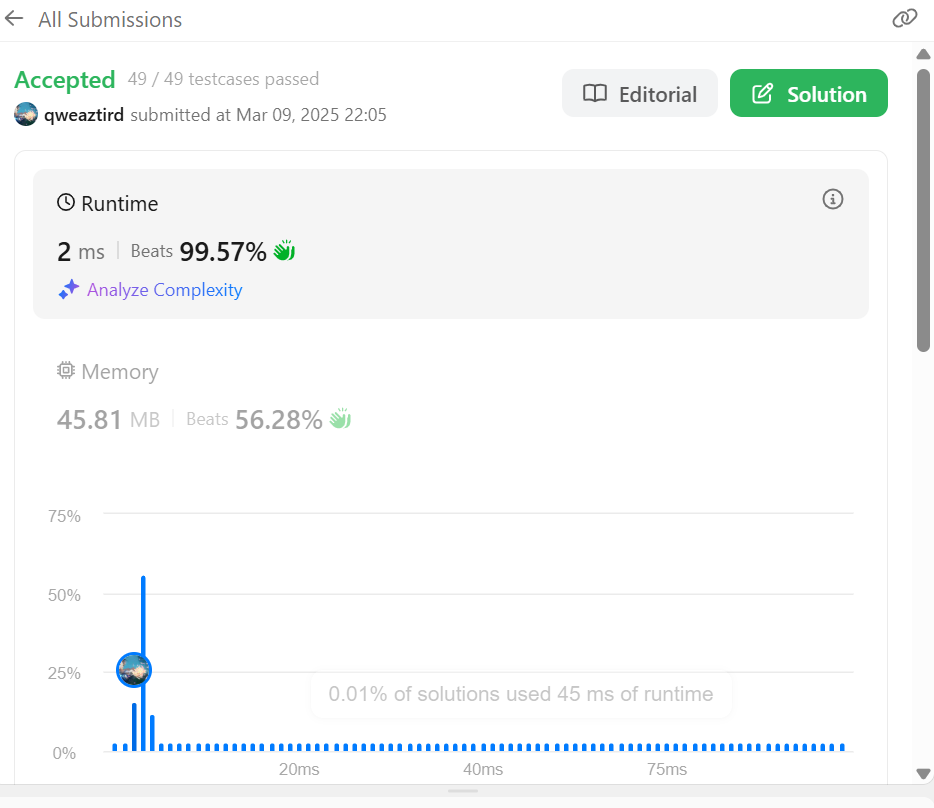 All Submissions
Accepted 49 / 49 testcases passed
qweaztird submitted at Mar 09, 2025 22:05
Editorial
Solution
Runtime
2 ms Beats 99.57%
Analyze Complexity
Memory
45.81 MB Beats 56.28%
75%
50%
25%
0%
0.01% of solutions used 45 ms of runtime
20ms 40ms 75ms